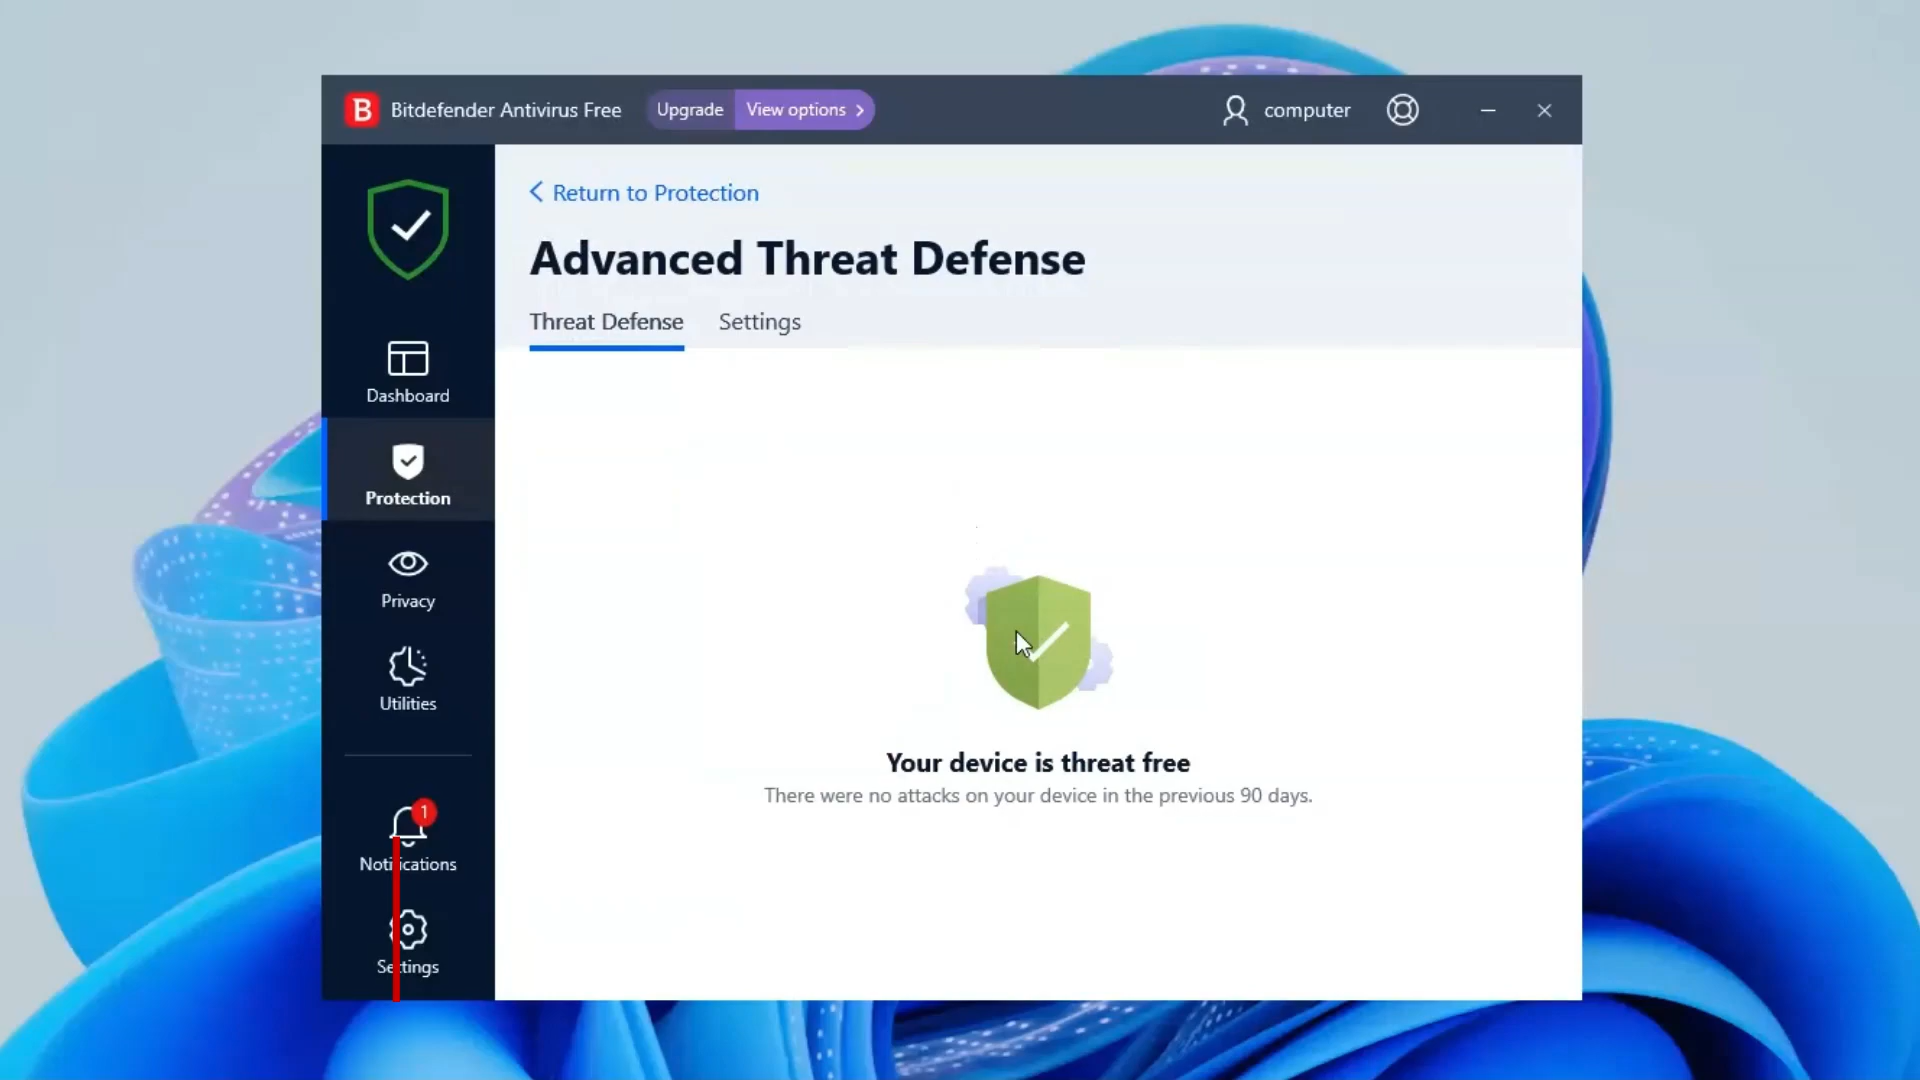 B Bitdefender Antivirus Free Upgrade View options computer
Return to Protection
Advanced Threat Defense
Threat Defense Settings
Dashboard
Protection
Privacy
Utilities
1
Notifications
Settings
Your device is threat free
There were no attacks on your device in the previous 90 days.